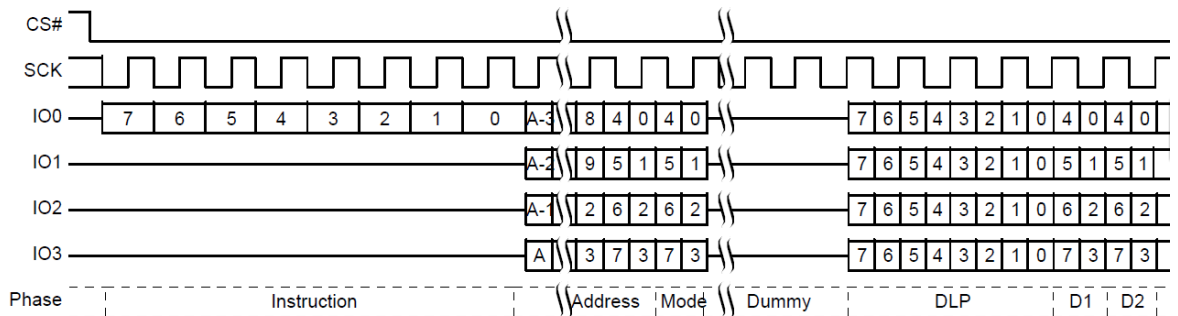 CS#
SCK
IO0 7 6 5 4 3 2 1 0 A-3 8 4 0 4 0 7 6 5 4 3 2 1 0 4 0 4 0
IO1 A-2 9 5 1 5 1 7 6 5 4 3 2 1 0 5 1 5 1
IO2 A-1 2 6 2 6 2 7 6 5 4 3 2 1 0 6 2 6 2
IO3 A 3 7 3 7 3 7 6 5 4 3 2 1 0 7 3 7 3
Phase Instruction Address Mode Dummy DLP D1 D2